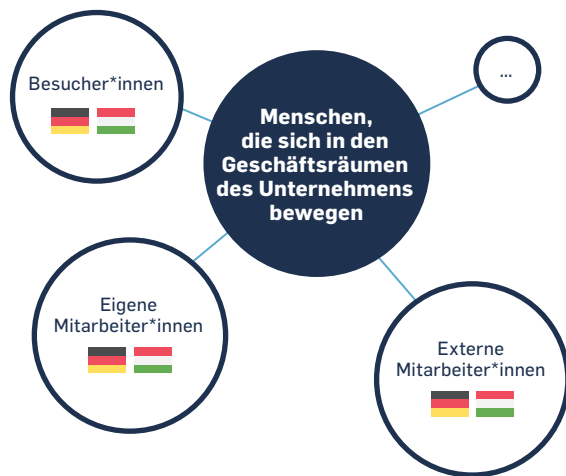 Besucher*innen
...
Menschen,
die sich in den
Geschäftsräumen
des Unternehmens
bewegen
Eigene
Mitarbeiter*innen
Externe
Mitarbeiter*innen